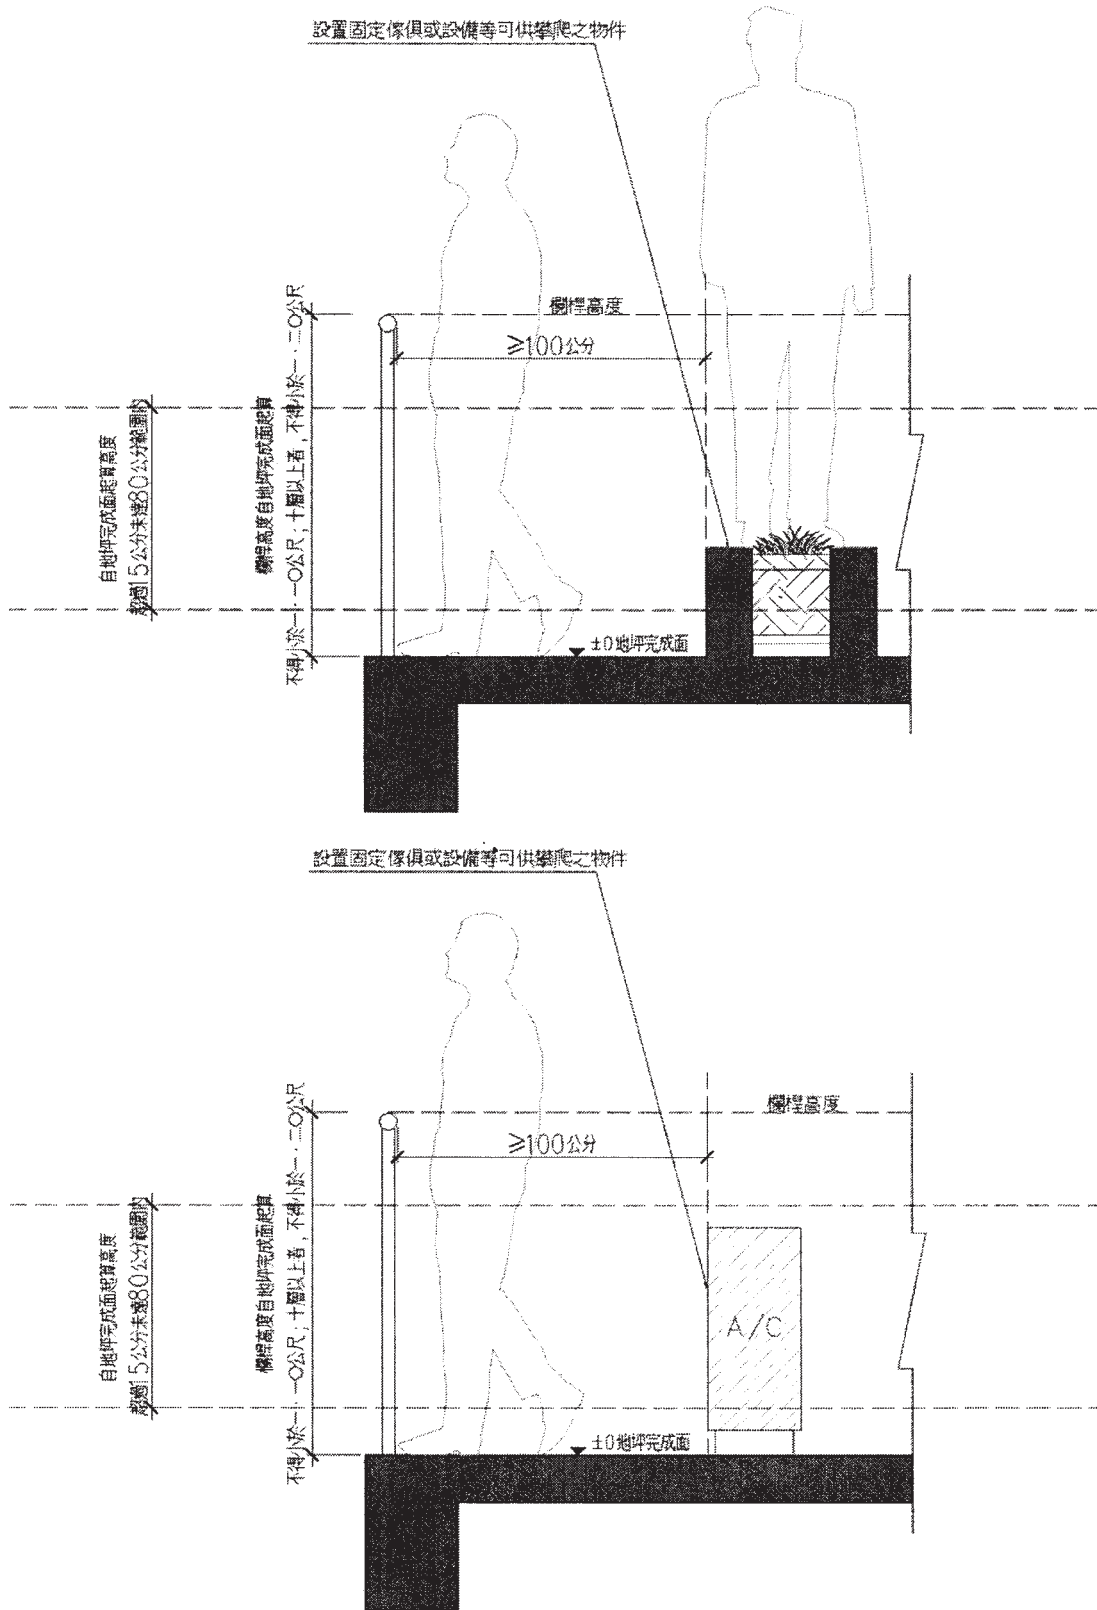 設置固定傢俱或設備等可供攀爬之物件
欄桿高度
≥100公分
自地坪完成面起算高度
超過15公分未達80公分範圍內
欄桿高度自地坪完成面起算
不得小於一．一〇公尺；十層以上者，不得小於一．二〇公尺
±0地坪完成面
設置固定傢俱或設備等可供攀爬之物件
欄桿高度
≥100公分
自地坪完成面起算高度
超過15公分未達80公分範圍內
欄桿高度自地坪完成面起算
不得小於一．一〇公尺；十層以上者，不得小於一．二〇公尺
A/C
±0地坪完成面